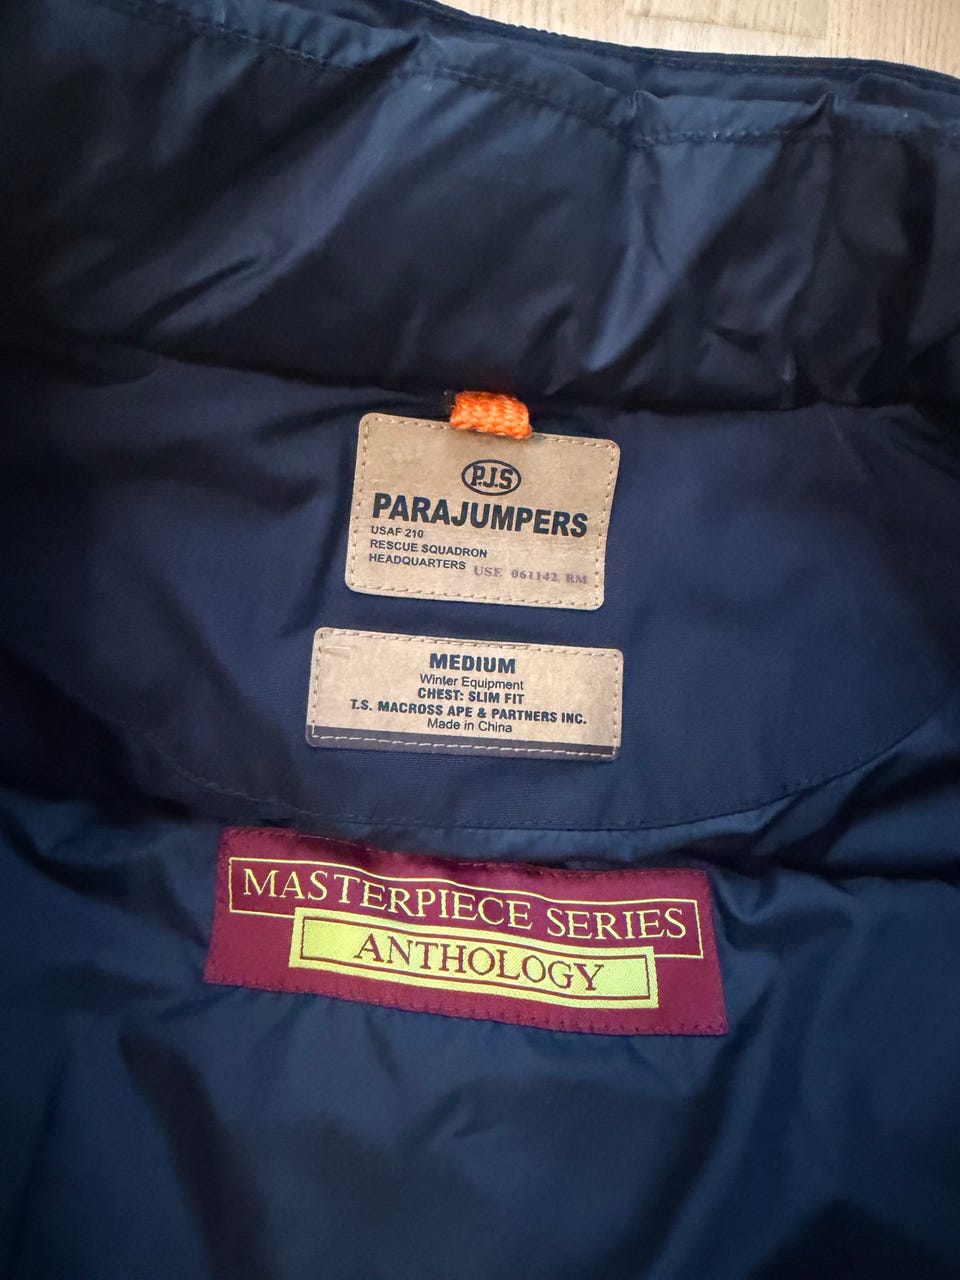 P.J.S
PARAJUMPERS
USAF 210
RESCUE SQUADRON
HEADQUARTERS USE 061142 RM
MEDIUM
Winter Equipment
CHEST: SLIM FIT
T.S. MACROSS APE & PARTNERS INC.
Made in China
MASTERPIECE SERIES
ANTHOLOGY